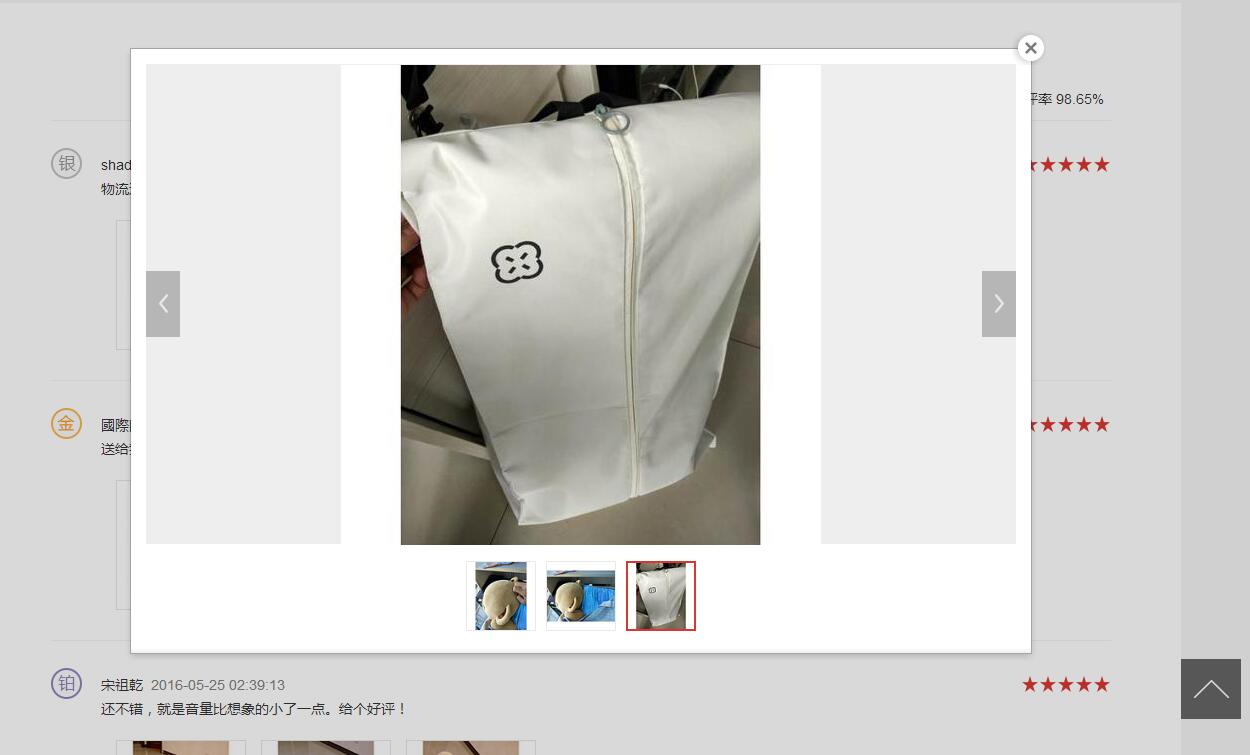 评率 98.65%
银
shad
物流
金
國際
送给
铂
宋祖乾 2016-05-25 02:39:13
还不错，就是音量比想象的小了一点。给个好评！